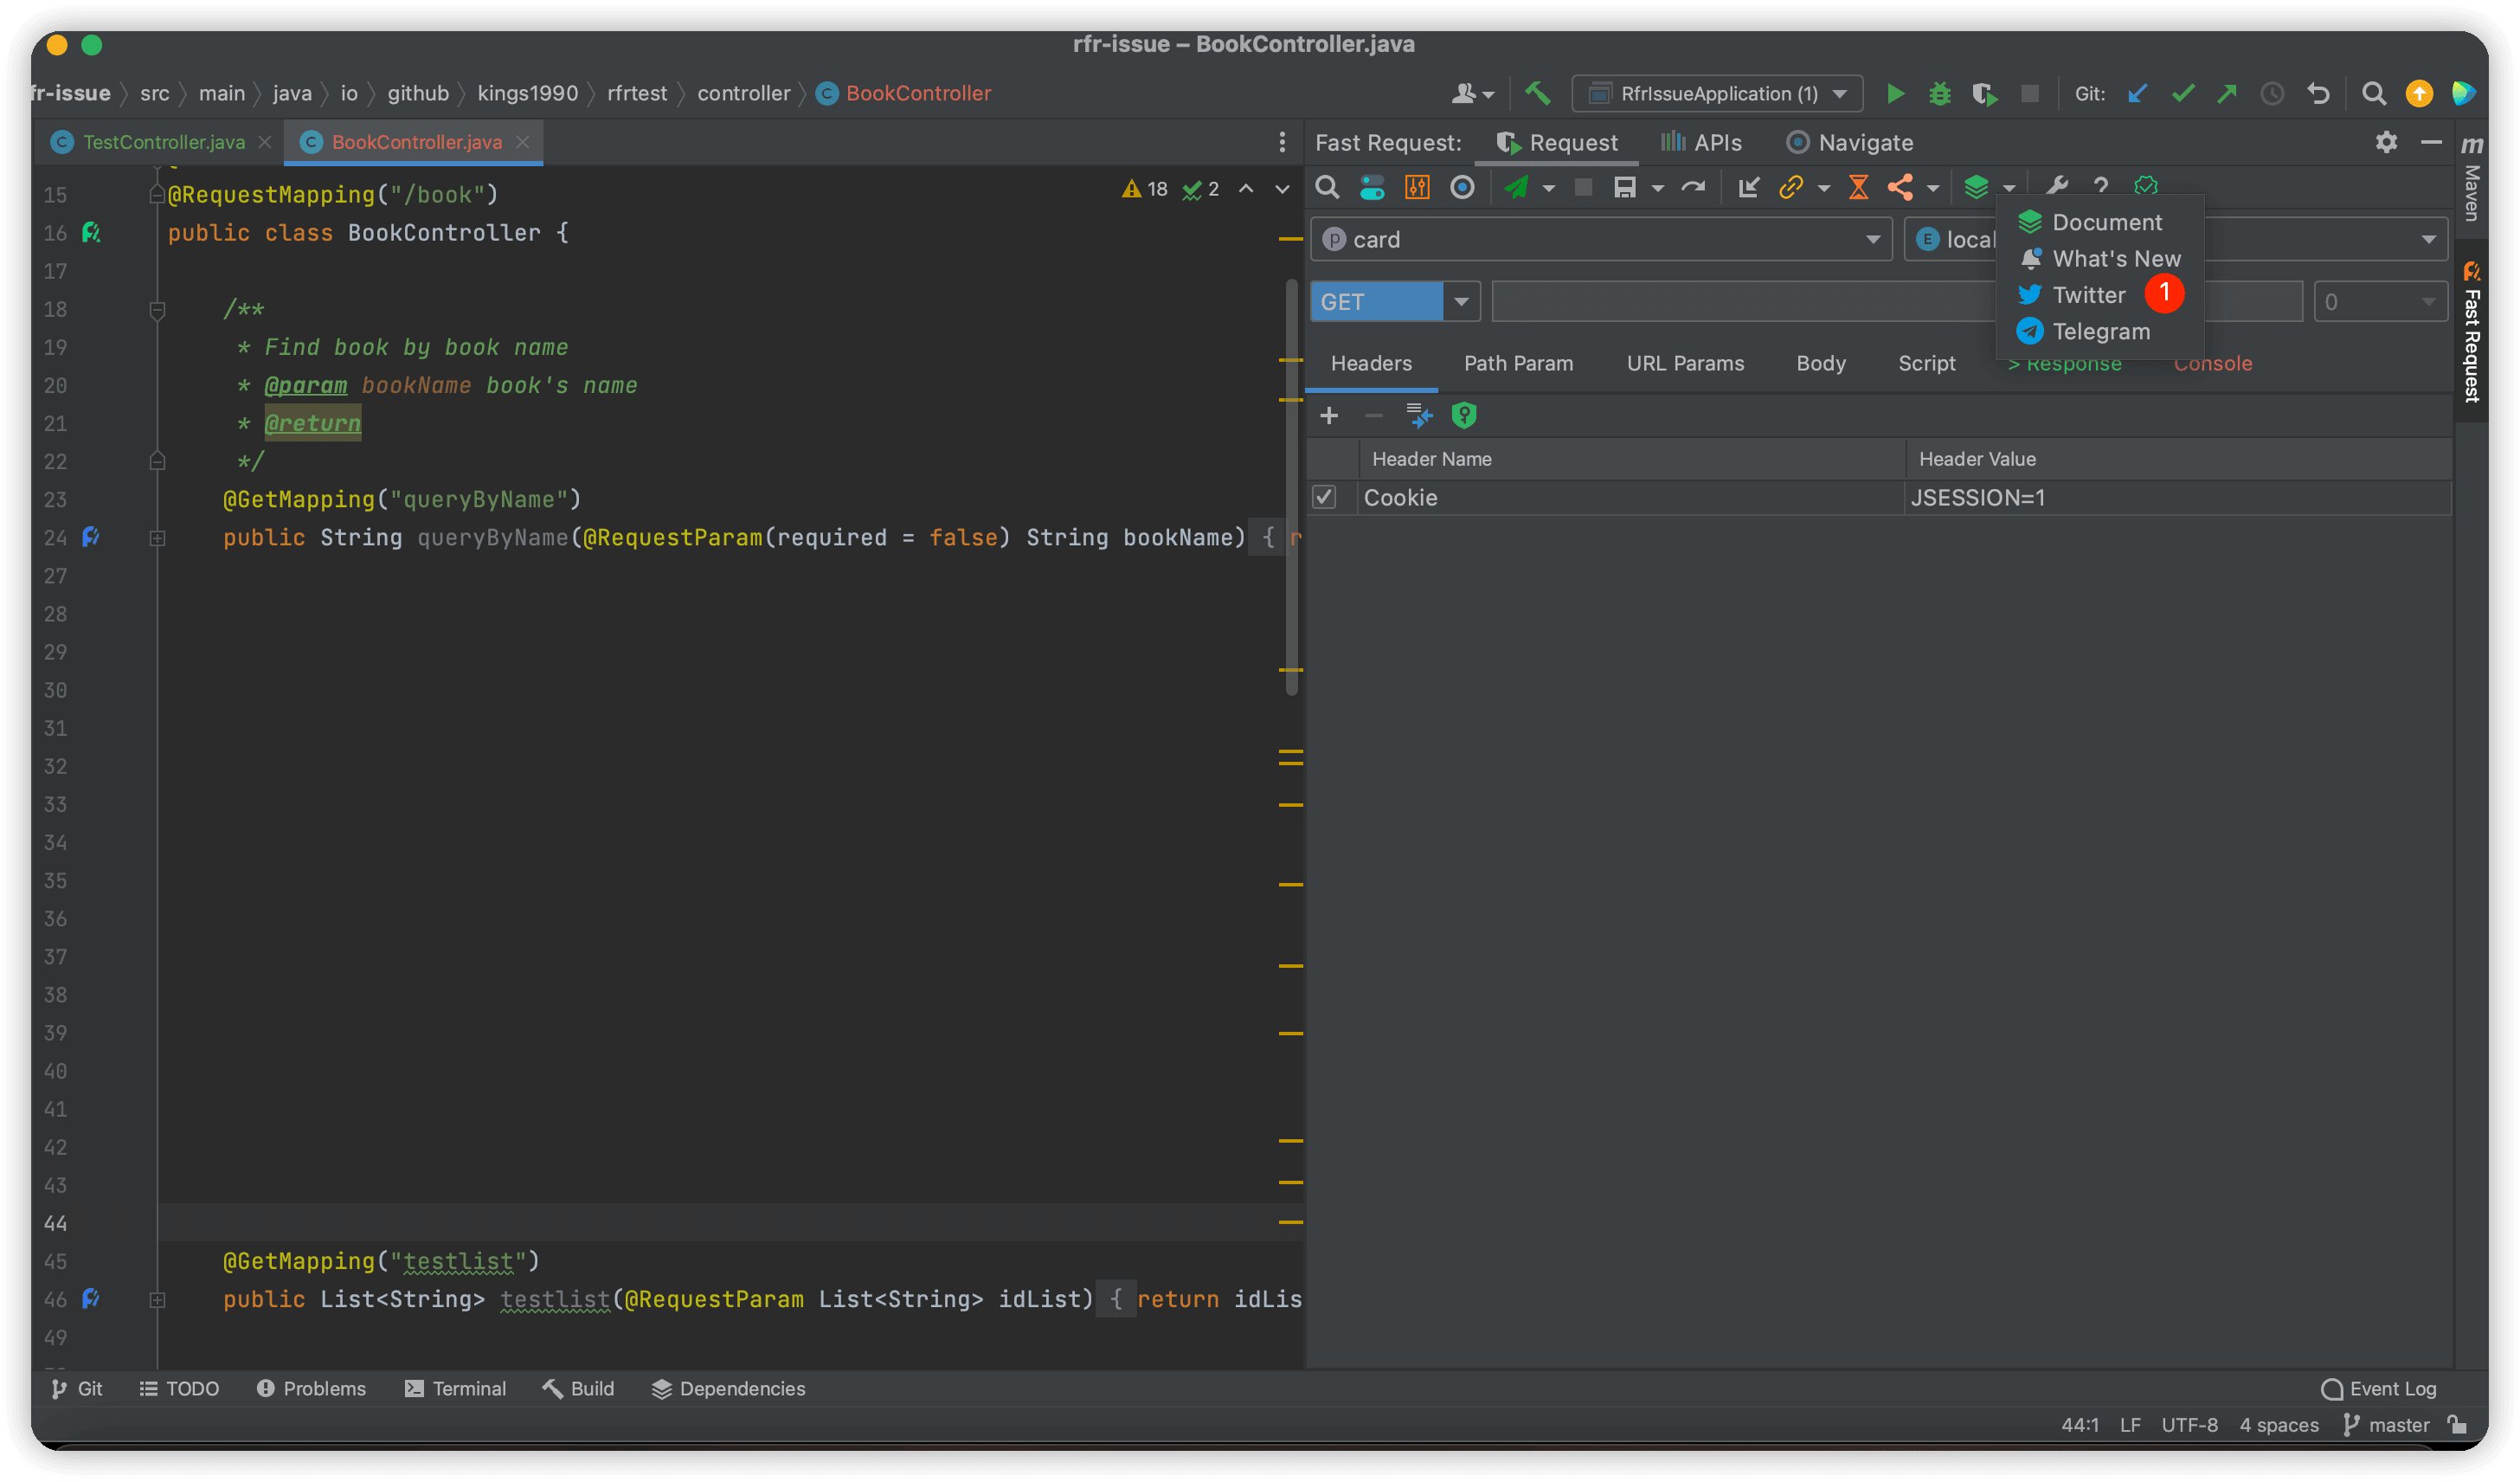 rfr-issue – BookController.java
fr-issue src main java io github kings1990 rfrtest controller C BookController
RfrIssueApplication (1) Git:
C TestController.java C BookController.java
Fast Request: Request APIs Navigate
m Maven
Fast Request
18 2
15 @RequestMapping("/book")
16 public class BookController {
17
18 /**
19 * Find book by book name
20 * @param bookName book's name
21 * @return
22 */
23 @GetMapping("queryByName")
24 public String queryByName(@RequestParam(required = false) String bookName) { r
27
28
29
30
31
32
33
34
35
36
37
38
39
40
41
42
43
44
45 @GetMapping("testlist")
46 public List<String> testlist(@RequestParam List<String> idList) { return idLis
49
p card E local
Document
What's New
Twitter 1
Telegram
GET 0
Headers Path Param URL Params Body Script > Response Console
Header Name Header Value
Cookie JSESSION=1
Git TODO Problems Terminal Build Dependencies Event Log
44:1 LF UTF-8 4 spaces master